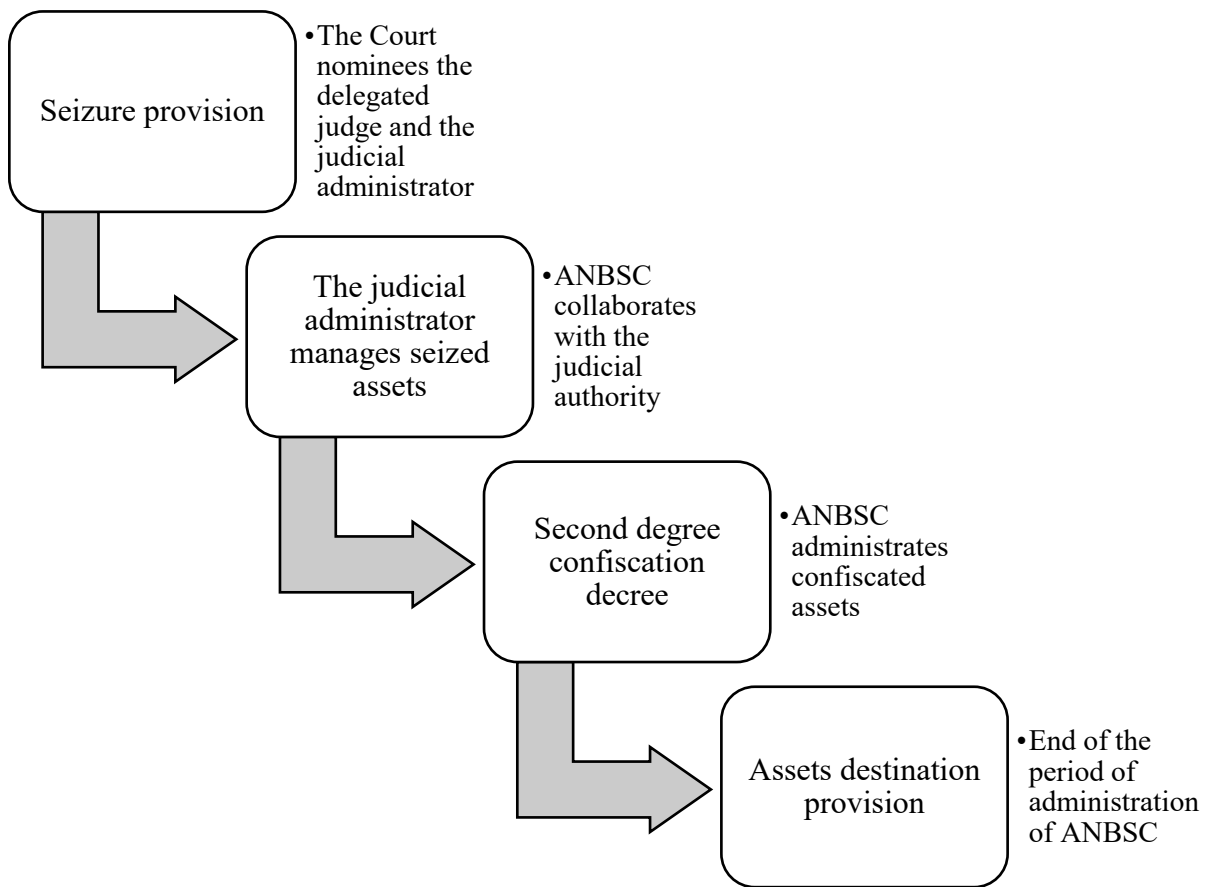 Seizure provision
•The Court
nominees the
delegated
judge and the
judicial
administrator
The judicial
administrator
manages seized
assets
•ANBSC
collaborates
with the
judicial
authority
Second degree
confiscation
decree
•ANBSC
administrates
confiscated
assets
Assets destination
provision
•End of the
period of
administration
of ANBSC